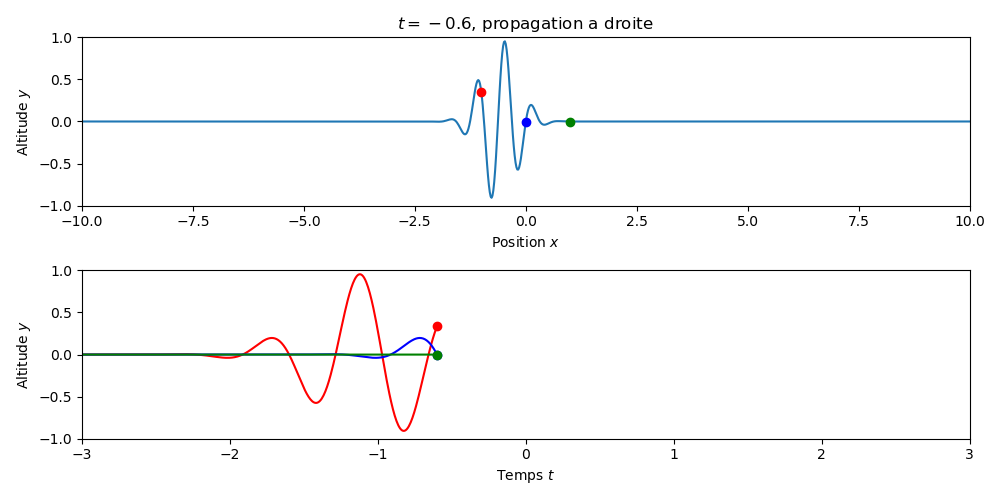 t = −0.6, propagation a droite
1.0
0.5
0.0
−0.5
−1.0
Altitude y
−10.0 −7.5 −5.0 −2.5 0.0 2.5 5.0 7.5 10.0
Position x
1.0
0.5
0.0
−0.5
−1.0
Altitude y
−3 −2 −1 0 1 2 3
Temps t